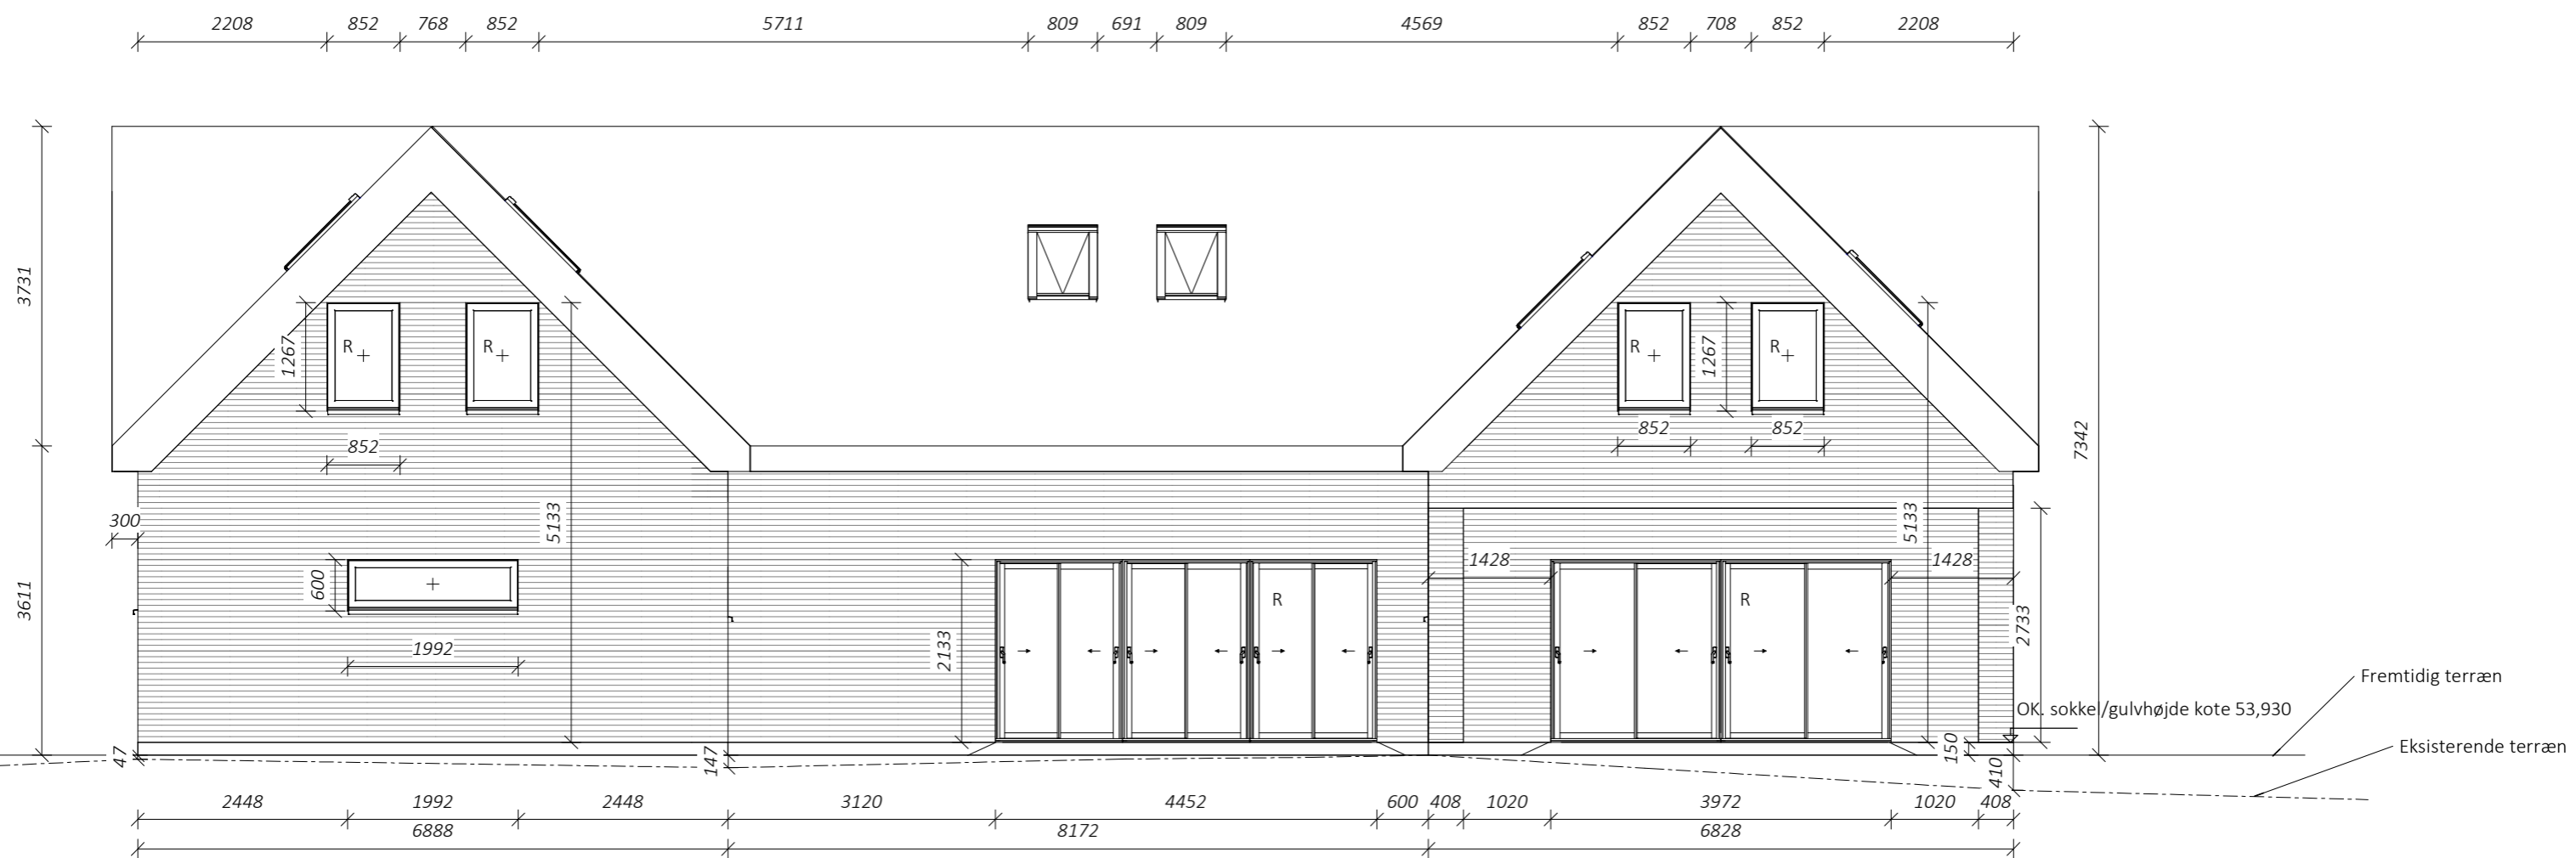 2208 852 768 852 5711 809 691 809 4569 852 708 852 2208
3731
7342
R
R
R
R
1267
1267
852
852
852
300
5133
5133
1428
1428
600
3611
2733
R
R
2133
1992
Fremtidig terræn
OK. sokkel/gulvhøjde kote 53,930
Eksisterende terræn
47
147
150
410
2448 1992 2448 3120 4452 600 408 1020 3972 1020 408
6888 8172 6828